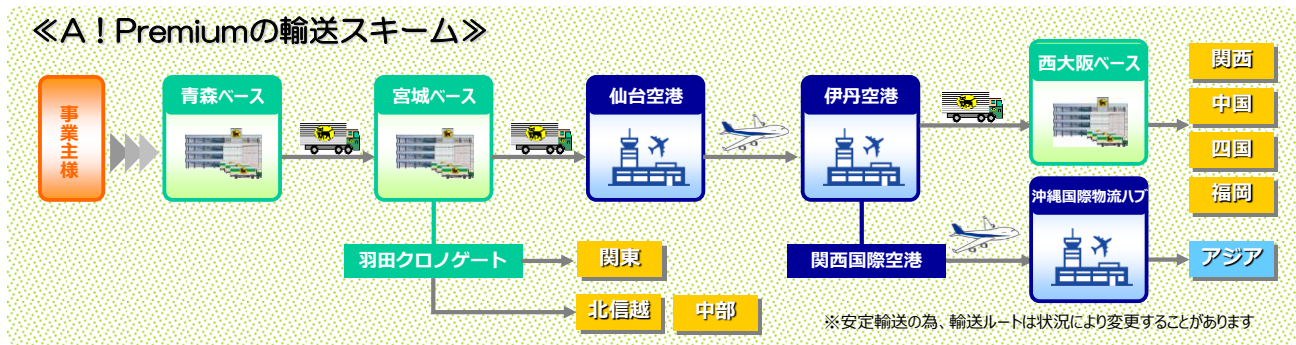 ≪A！Premiumの輸送スキーム≫
事業主様
青森ベース
宮城ベース
仙台空港
伊丹空港
西大阪ベース
関西
中国
四国
福岡
沖縄国際物流ハブ
羽田クロノゲート
関東
関西国際空港
アジア
北信越
中部
※安定輸送の為、輸送ルートは状況により変更することがあります